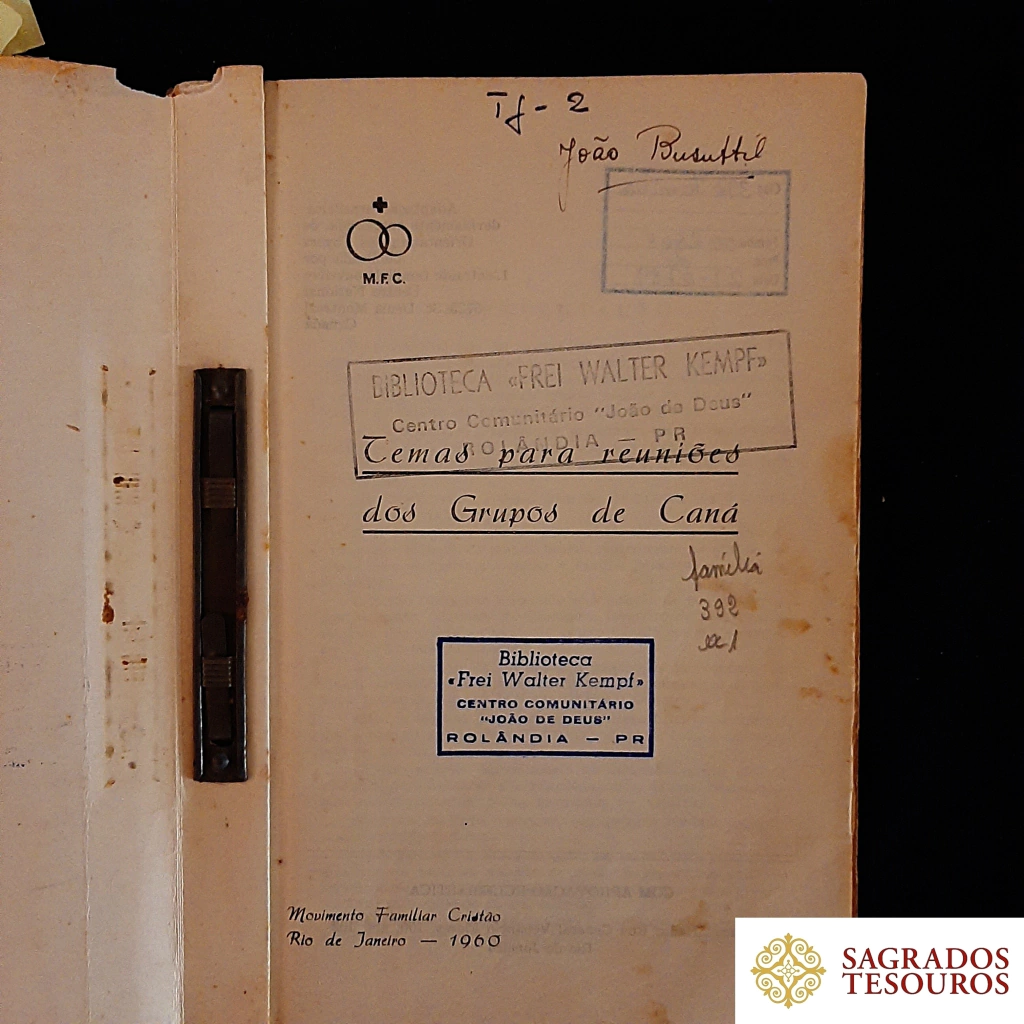 Tf - 2
João Busuttil
M.F.C.
BIBLIOTECA «FREI WALTER KEMPF»
Centro Comunitário "João de Deus"
ROLÂNDIA — PR
Temas para reuniões
dos Grupos de Caná
família
392
ex1
Biblioteca
«Frei Walter Kempf»
CENTRO COMUNITÁRIO
"JOÃO DE DEUS"
ROLÂNDIA — PR
Movimento Familiar Cristão
Rio de Janeiro — 1960
SAGRADOS
TESOUROS